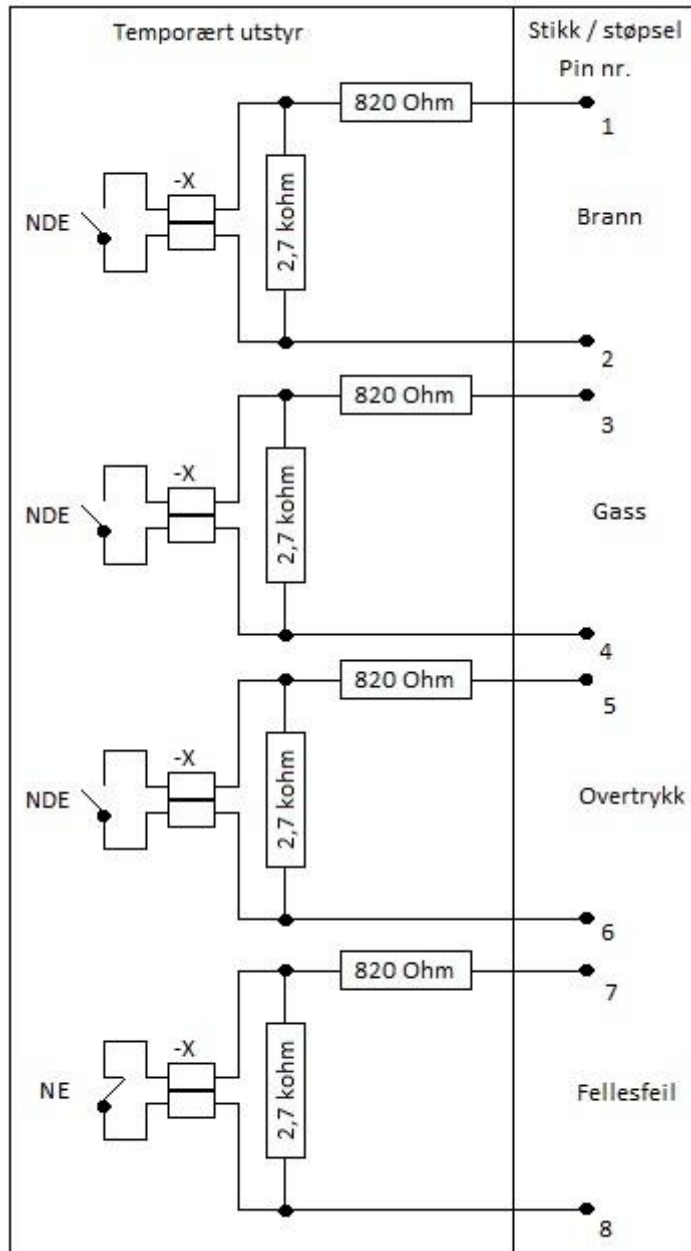 Temporært utstyr
Stikk / støpsel
Pin nr.
820 Ohm
1
-X
NDE
2,7 kohm
Brann
2
820 Ohm
3
-X
NDE
2,7 kohm
Gass
4
820 Ohm
5
-X
NDE
2,7 kohm
Overtrykk
6
820 Ohm
7
-X
NE
2,7 kohm
Fellesfeil
8